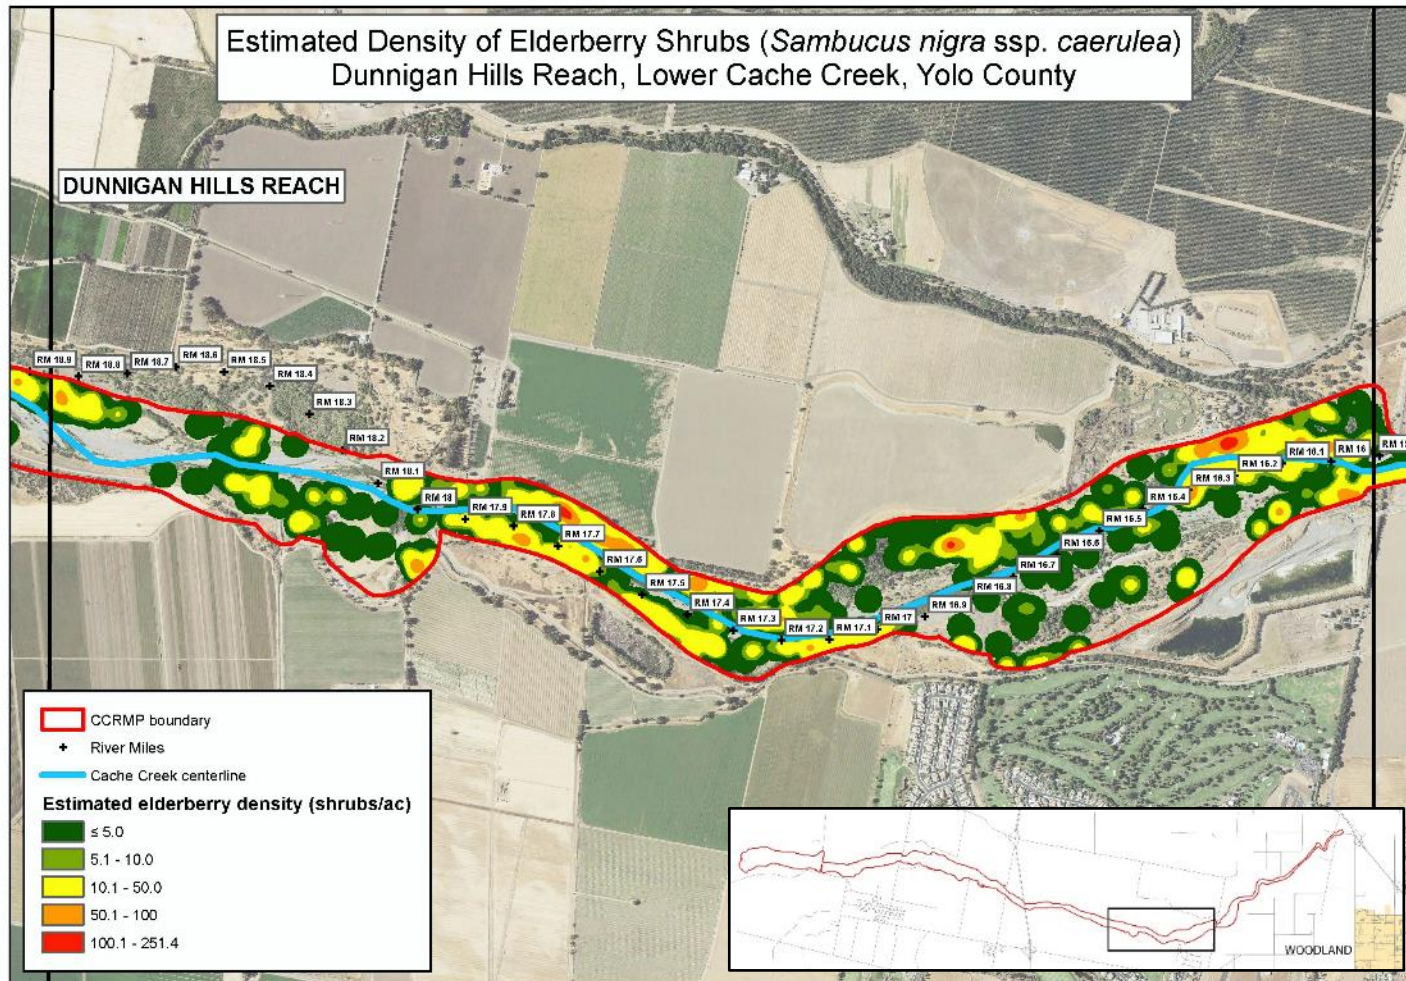 Estimated Density of Elderberry Shrubs (Sambucus nigra ssp. caerulea)
Dunnigan Hills Reach, Lower Cache Creek, Yolo County
DUNNIGAN HILLS REACH
RM 18.9
RM 18.8
RM 18.7
RM 18.6
RM 18.5
RM 18.4
RM 18.3
RM 18.2
RM 18.1
RM 18
RM 17.9
RM 17.8
RM 17.7
RM 17.6
RM 17.5
RM 17.4
RM 17.3
RM 17.2
RM 17.1
RM 17
RM 16.9
RM 16.8
RM 16.7
RM 16.6
RM 16.5
RM 16.4
RM 16.3
RM 16.2
RM 16.1
RM 16
CCRMP boundary
River Miles
Cache Creek centerline
Estimated elderberry density (shrubs/ac)
≤ 5.0
5.1 - 10.0
10.1 - 50.0
50.1 - 100
100.1 - 251.4
WOODLAND